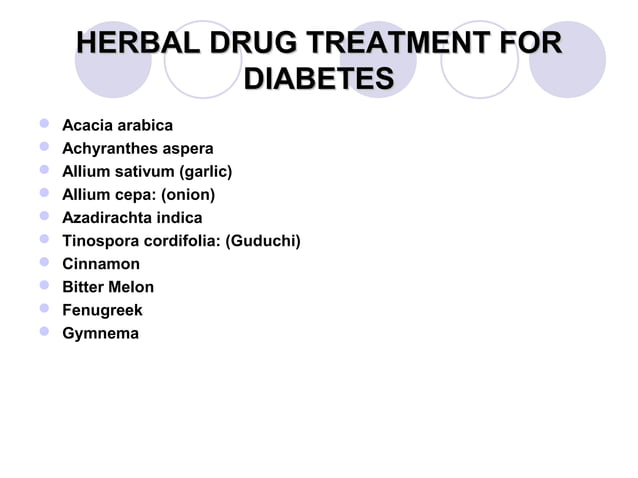 HERBAL DRUG TREATMENT FOR
DIABETES
Acacia arabica
Achyranthes aspera
Allium sativum (garlic)
Allium cepa: (onion)
Azadirachta indica
Tinospora cordifolia: (Guduchi)
Cinnamon
Bitter Melon
Fenugreek
Gymnema